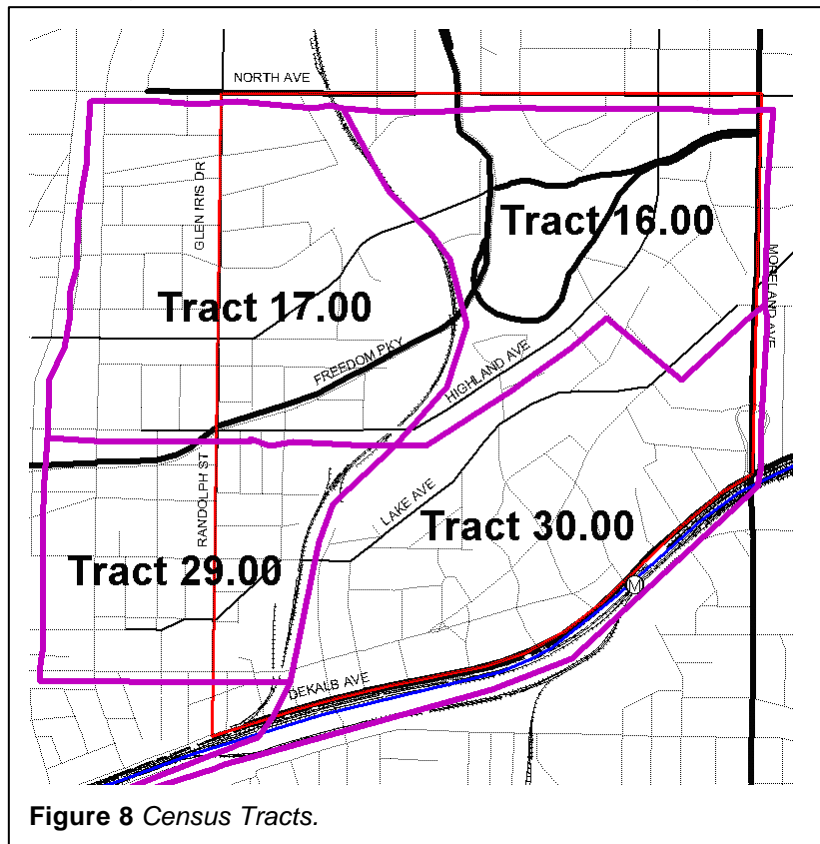 NORTH AVE
GLEN IRIS DR
Tract 16.00
MORELAND AVE
Tract 17.00
FREEDOM PKY
HIGHLAND AVE
RANDOLPH ST
LAKE AVE
Tract 30.00
Tract 29.00
M
DEKALB AVE
Figure 8 Census Tracts.